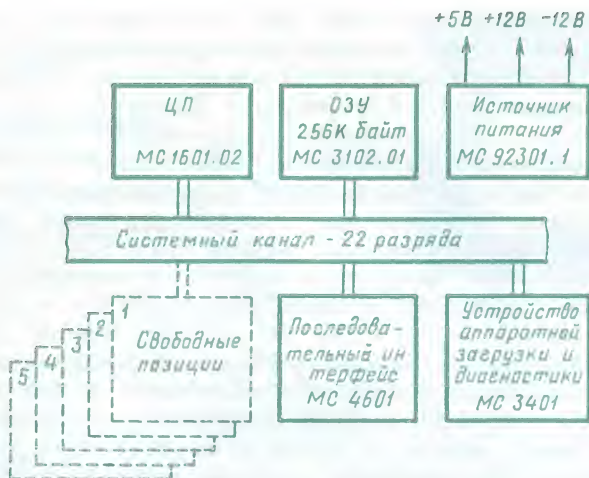 +5В +12В -12В
ЦП
МС 1601.02
ОЗУ
256К байт
МС 3102.01
Источник
питания
МС 92301.1
Системный канал - 22 разряда
1
2
3
4
5
Свободные
позиции
Последова-
тельный ин
терфейс
МС 4601
Устройство
аппаратной
загрузки и
диагностики
МС 3401